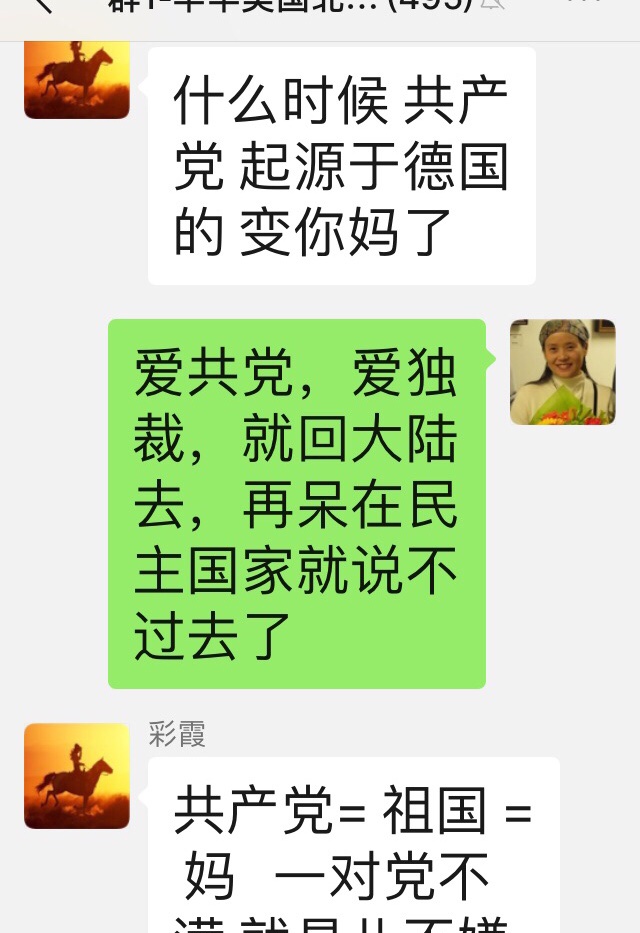 (495)
什么时候 共产
党 起源于德国
的 变你妈了
爱共党，爱独
裁，就回大陆
去，再呆在民
主国家就说不
过去了
彩霞
共产党= 祖国 =
妈 一对党不